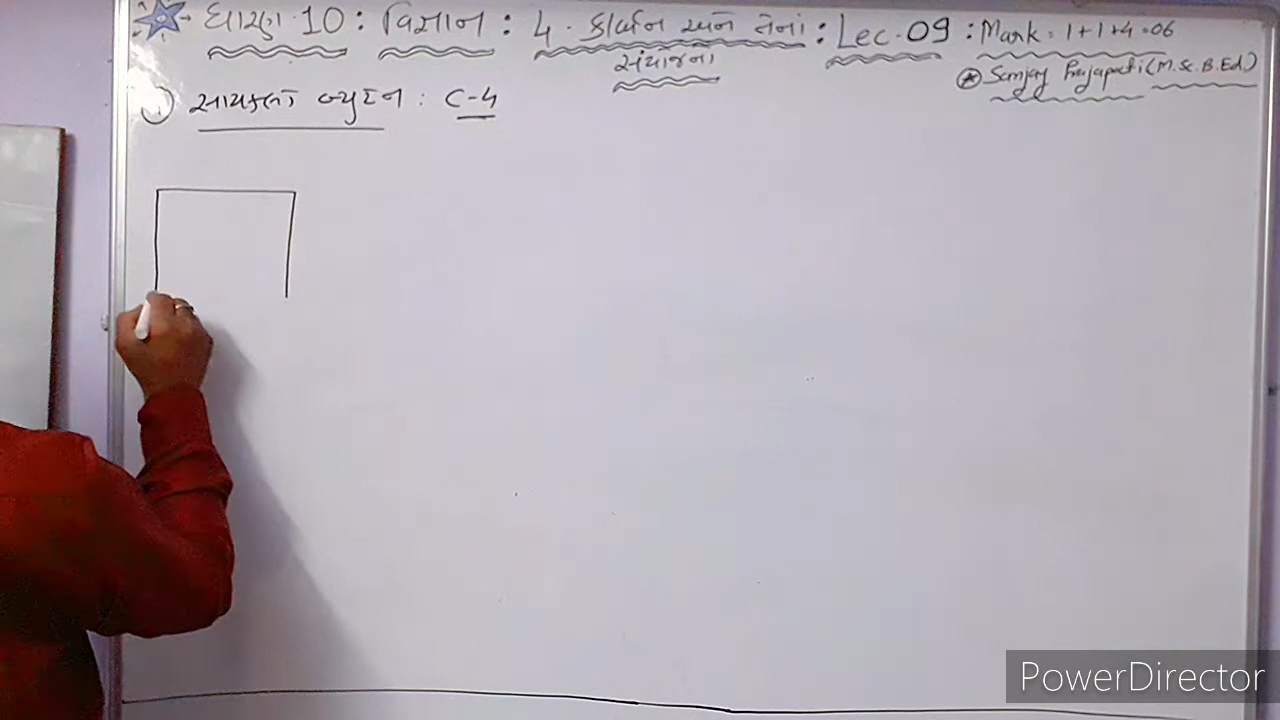 ધોરણ-10 : વિજ્ઞાન : 4. કાર્બન અને તેનાં : Lec-09 : Mark = 1+1+4=06
સંયોજનો
* Sanjay Prajapati (M.Sc. B.Ed.)
① સાયક્લો બ્યુટેન : C-4
PowerDirector